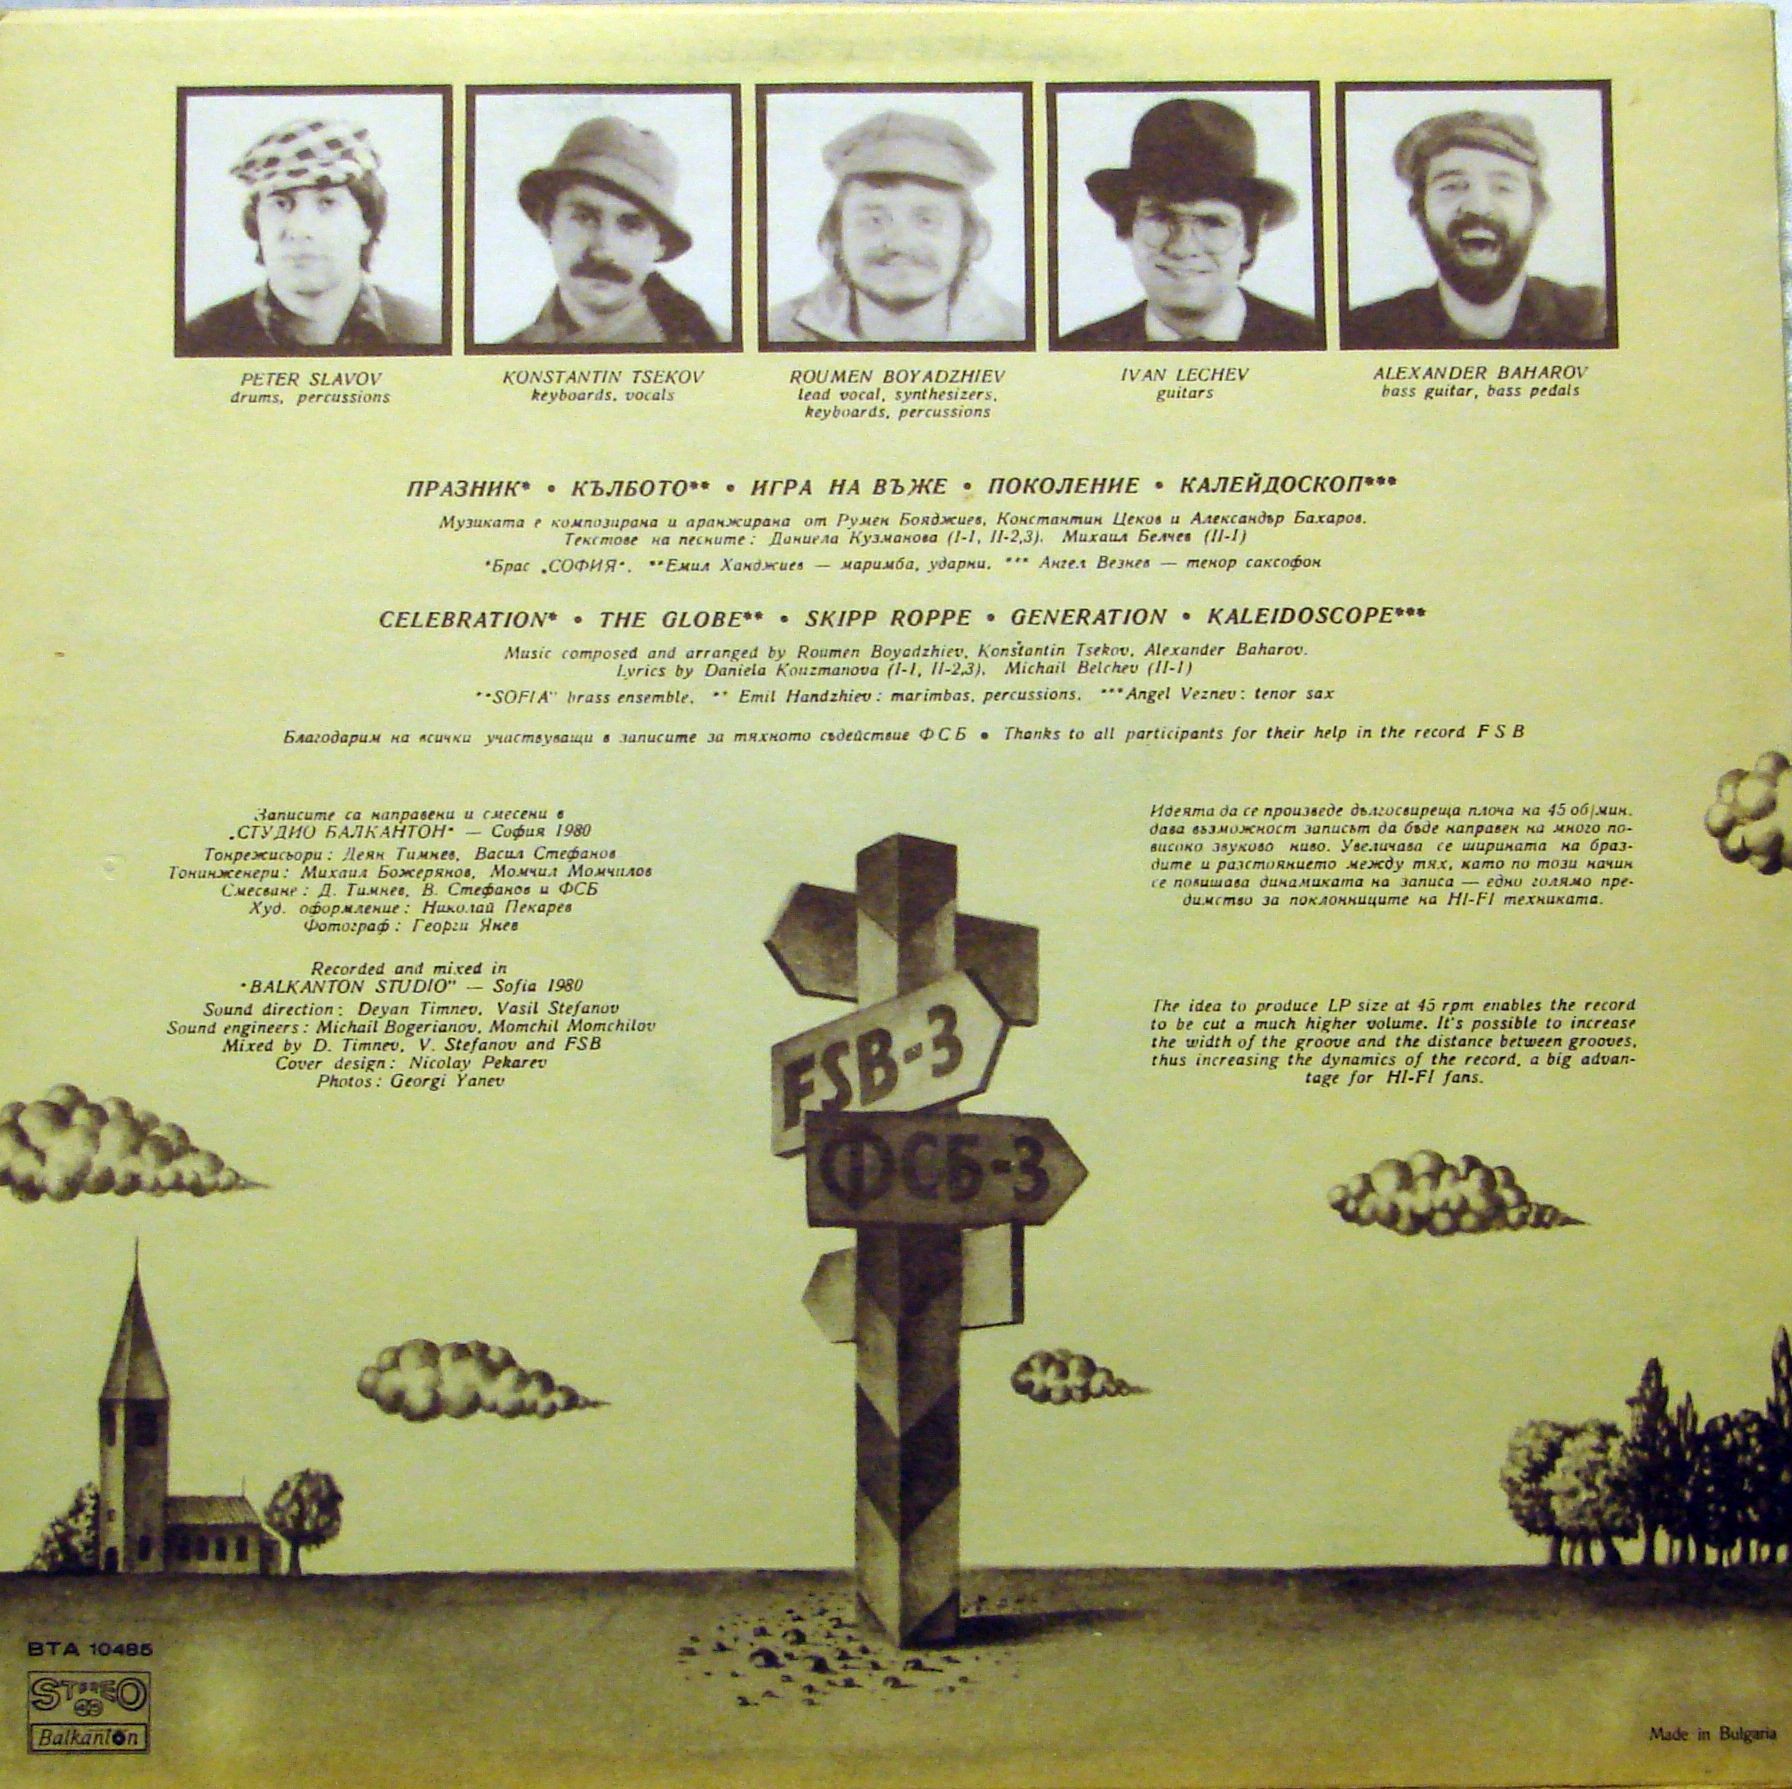 PETER SLAVOV
drums, percussions
KONSTANTIN TSEKOV
keyboards, vocals
ROUMEN BOYADZHIEV
lead vocal, synthesizers,
keyboards, percussions
IVAN LECHEV
guitars
ALEXANDER BAHAROV
bass guitar, bass pedals
ПРАЗНИК* • КЪЛБОТО** • ИГРА НА ВЪЖЕ • ПОКОЛЕНИЕ • КАЛЕЙДОСКОП***
Музиката е композирана и аранжирана от Румен Бояджиев, Константин Цеков и Александър Бахаров.
Текстове на песните: Даниела Кузманова (I-1, II-2,3). Михаил Белчев (II-1)
*Брас „СОФИЯ". **Емил Ханджиев — маримба, ударни. *** Ангел Везнев — тенор саксофон
CELEBRATION* • THE GLOBE** • SKIPP ROPPE • GENERATION • KALEIDOSCOPE***
Music composed and arranged by Roumen Boyadzhiev, Konstantin Tsekov, Alexander Baharov.
Lyrics by Daniela Kouzmanova (I-1, II-2,3). Michail Belchev (II-1)
**SOFIA" brass ensemble. ** Emil Handzhiev: marimbas, percussions. ***Angel Veznev: tenor sax
Благодарим на всички участвуващи в записите за тяхното съдействие ФСБ • Thanks to all participants for their help in the record FSB
Записите са направени и смесени в
„СТУДИО БАЛКАНТОН" — София 1980
Тонрежисьори: Деян Тимнев, Васил Стефанов
Тонинженери: Михаил Божерянов, Момчил Момчилов
Смесване: Д. Тимнев, В. Стефанов и ФСБ
Худ. оформление: Николай Пекарев
Фотограф: Георги Янев
Recorded and mixed in
"BALKANTON STUDIO" — Sofia 1980
Sound direction: Deyan Timnev, Vasil Stefanov
Sound engineers: Michail Bogerianov, Momchil Momchilov
Mixed by D. Timnev, V. Stefanov and FSB
Cover design: Nicolay Pekarev
Photos: Georgi Yanev
Идеята да се произведе дългосвиреща плоча на 45 об/мин.
дава възможност записът да бъде направен на много по-
високо звуково ниво. Увеличава се ширината на браз-
дите и разстоянието между тях, като по този начин
се повишава динамиката на записа — едно голямо пре-
димство за поклонниците на HI-FI техниката.
The idea to produce LP size at 45 rpm enables the record
to be cut a much higher volume. It's possible to increase
the width of the groove and the distance between grooves,
thus increasing the dynamics of the record, a big advan-
tage for HI-FI fans.
FSB-3
ФСБ-3
BTA 10485
STEREO
Balkanton
Made in Bulgaria